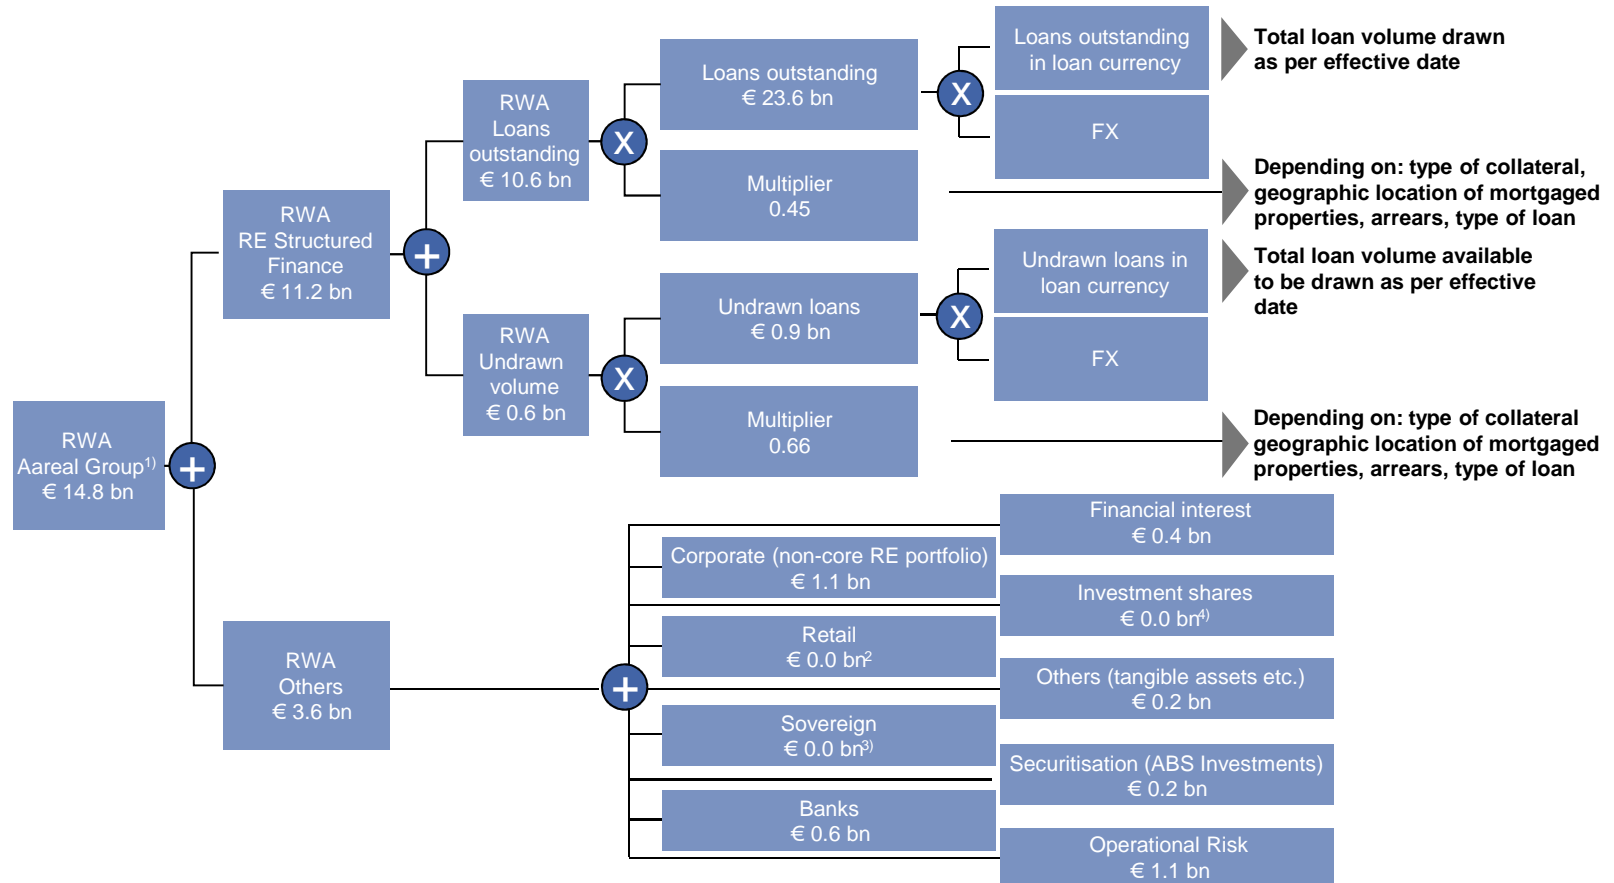 RWA
Aareal Group1)
€ 14.8 bn
+
RWA
RE Structured
Finance
€ 11.2 bn
+
RWA
Loans
outstanding
€ 10.6 bn
X
Loans outstanding
€ 23.6 bn
X
Loans outstanding
in loan currency
Total loan volume drawn
as per effective date
FX
Multiplier
0.45
Depending on: type of collateral,
geographic location of mortgaged
properties, arrears, type of loan
RWA
Undrawn
volume
€ 0.6 bn
X
Undrawn loans
€ 0.9 bn
X
Undrawn loans in
loan currency
Total loan volume available
to be drawn as per effective
date
FX
Multiplier
0.66
Depending on: type of collateral
geographic location of mortgaged
properties, arrears, type of loan
RWA
Others
€ 3.6 bn
+
Financial interest
€ 0.4 bn
Corporate (non-core RE portfolio)
€ 1.1 bn
Investment shares
€ 0.0 bn4)
Retail
€ 0.0 bn2
Others (tangible assets etc.)
€ 0.2 bn
Sovereign
€ 0.0 bn3)
Securitisation (ABS Investments)
€ 0.2 bn
Banks
€ 0.6 bn
Operational Risk
€ 1.1 bn